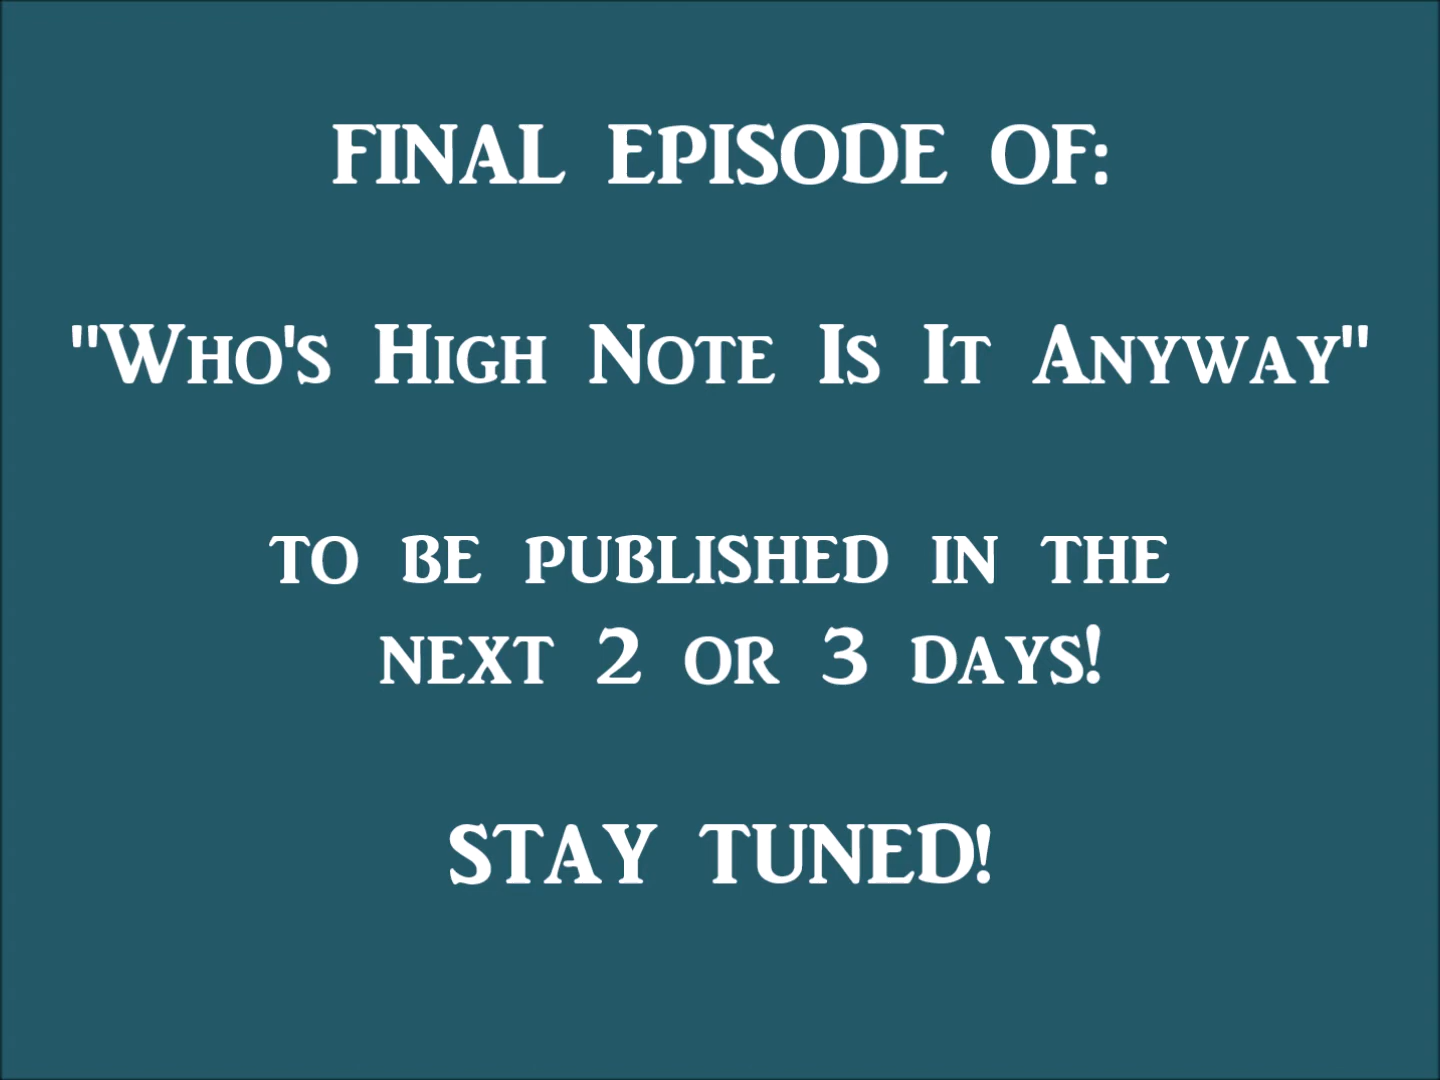 FINAL EPISODE OF:
"Who's High Note Is It Anyway"
to be published in the
next 2 or 3 days!
STAY TUNED!